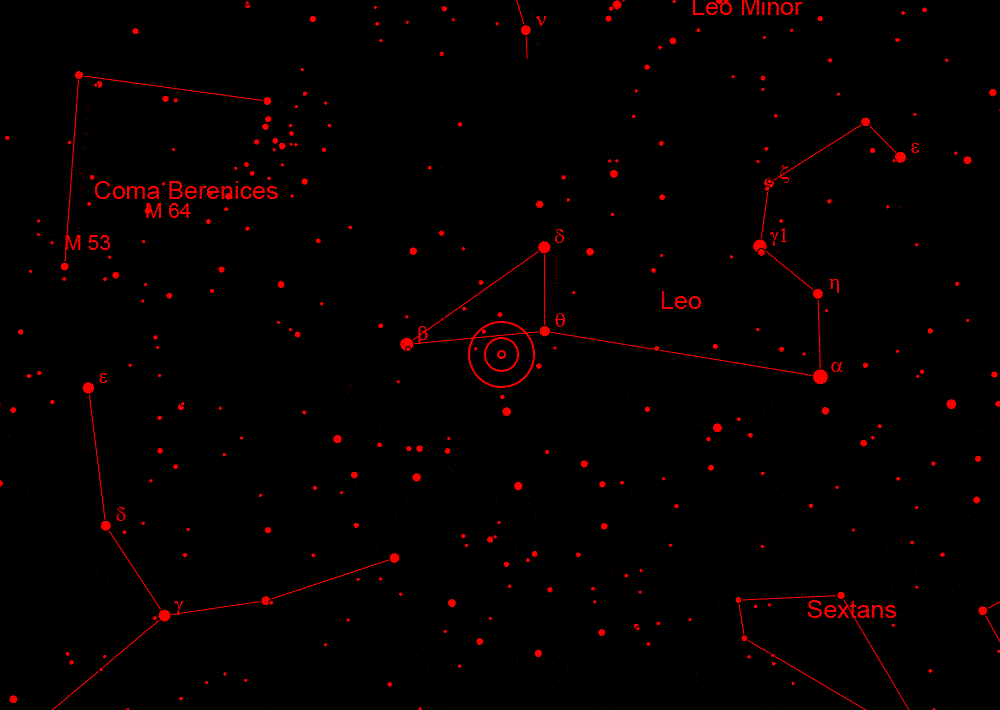 Leo Minor
ν
ε
ζ
Coma Berenices
M 64
γ1
δ
M 53
η
Leo
θ
β
α
ε
δ
γ
Sextans